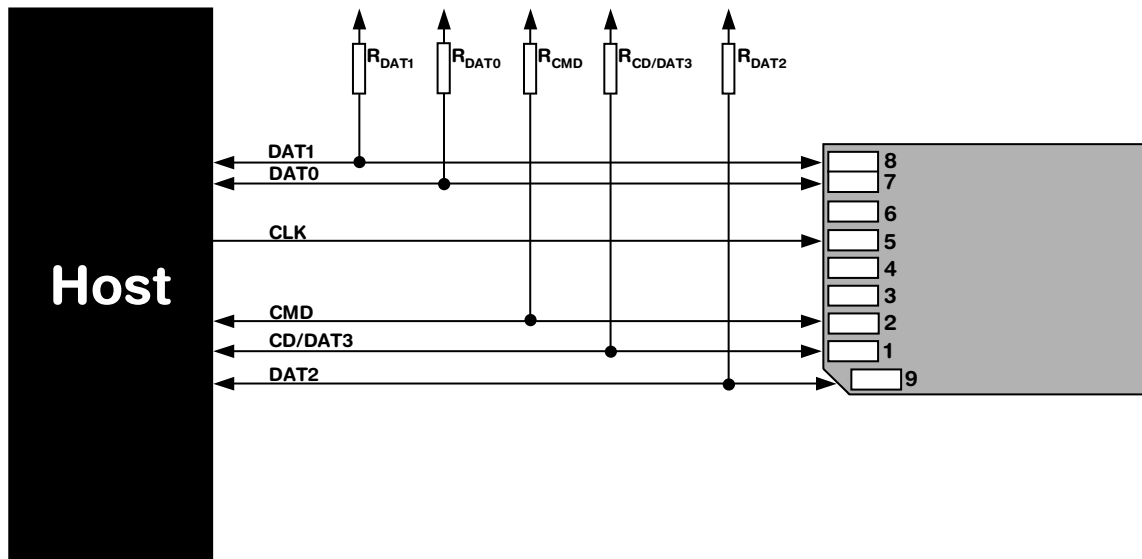 R_DAT1 R_DAT0 R_CMD R_CD/DAT3 R_DAT2
DAT1
8
DAT0
7
6
CLK
5
Host
4
3
CMD
2
CD/DAT3
1
DAT2
9